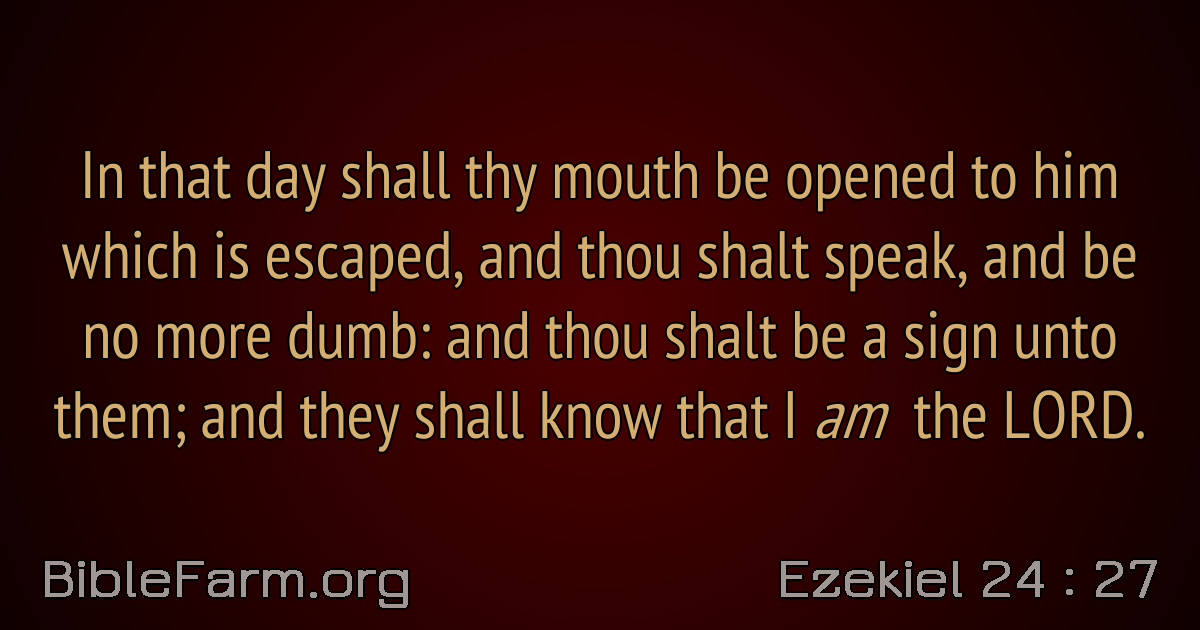 In that day shall thy mouth be opened to him
which is escaped, and thou shalt speak, and be
no more dumb: and thou shalt be a sign unto
them; and they shall know that I am the LORD.
BibleFarm.org
Ezekiel 24 : 27